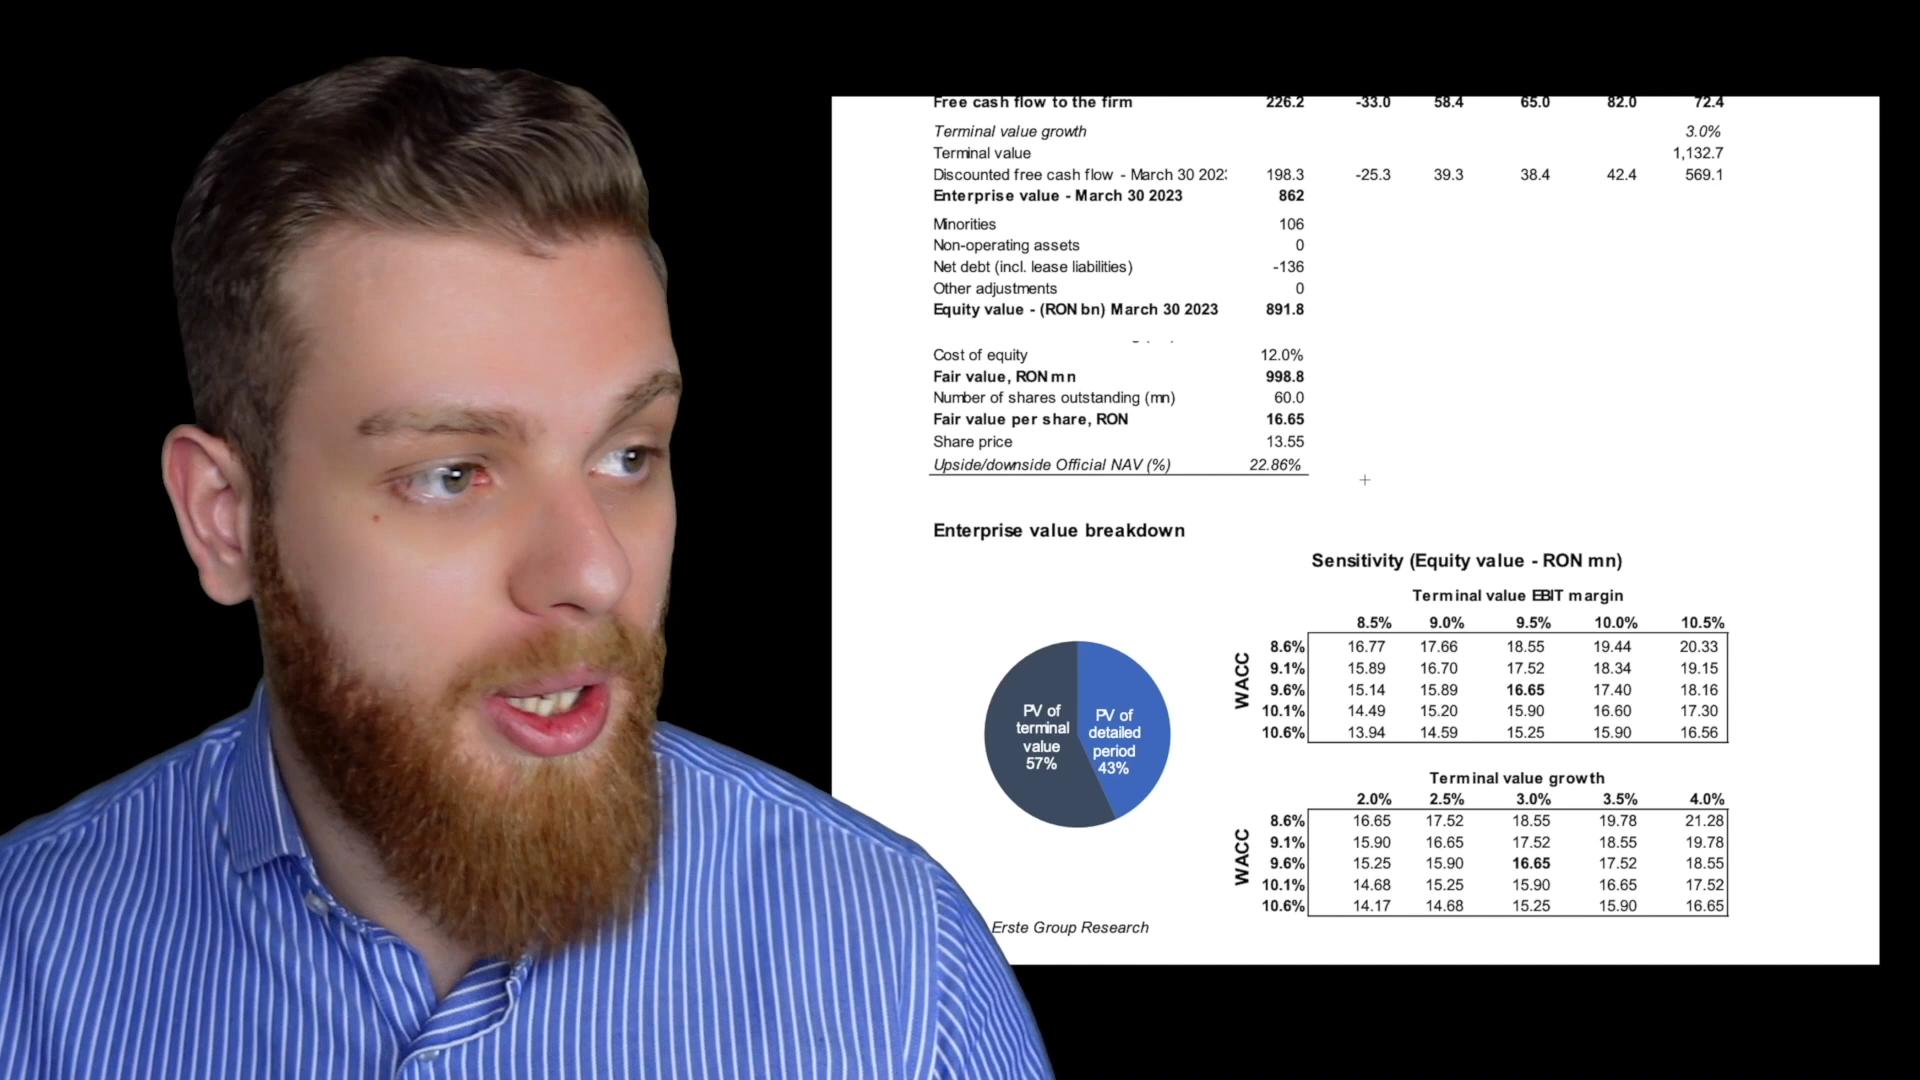 Free cash flow to the firm 226.2 -33.0 58.4 65.0 82.0 72.4
Terminal value growth 3.0%
Terminal value 1,132.7
Discounted free cash flow - March 30 202 198.3 -25.3 39.3 38.4 42.4 569.1
Enterprise value - March 30 2023 862
Minorities 106
Non-operating assets 0
Net debt (incl. lease liabilities) -136
Other adjustments 0
Equity value - (RON bn) March 30 2023 891.8
Cost of equity 12.0%
Fair value, RON mn 998.8
Number of shares outstanding (mn) 60.0
Fair value per share, RON 16.65
Share price 13.55
Upside/downside Official NAV (%) 22.86%
Enterprise value breakdown
PV of
terminal
value
57%
PV of
detailed
period
43%
Sensitivity (Equity value - RON mn)
Terminal value EBIT margin
8.5% 9.0% 9.5% 10.0% 10.5%
WACC
8.6% 16.77 17.66 18.55 19.44 20.33
9.1% 15.89 16.70 17.52 18.34 19.15
9.6% 15.14 15.89 16.65 17.40 18.16
10.1% 14.49 15.20 15.90 16.60 17.30
10.6% 13.94 14.59 15.25 15.90 16.56
Terminal value growth
2.0% 2.5% 3.0% 3.5% 4.0%
WACC
8.6% 16.65 17.52 18.55 19.78 21.28
9.1% 15.90 16.65 17.52 18.55 19.78
9.6% 15.25 15.90 16.65 17.52 18.55
10.1% 14.68 15.25 15.90 16.65 17.52
10.6% 14.17 14.68 15.25 15.90 16.65
Erste Group Research